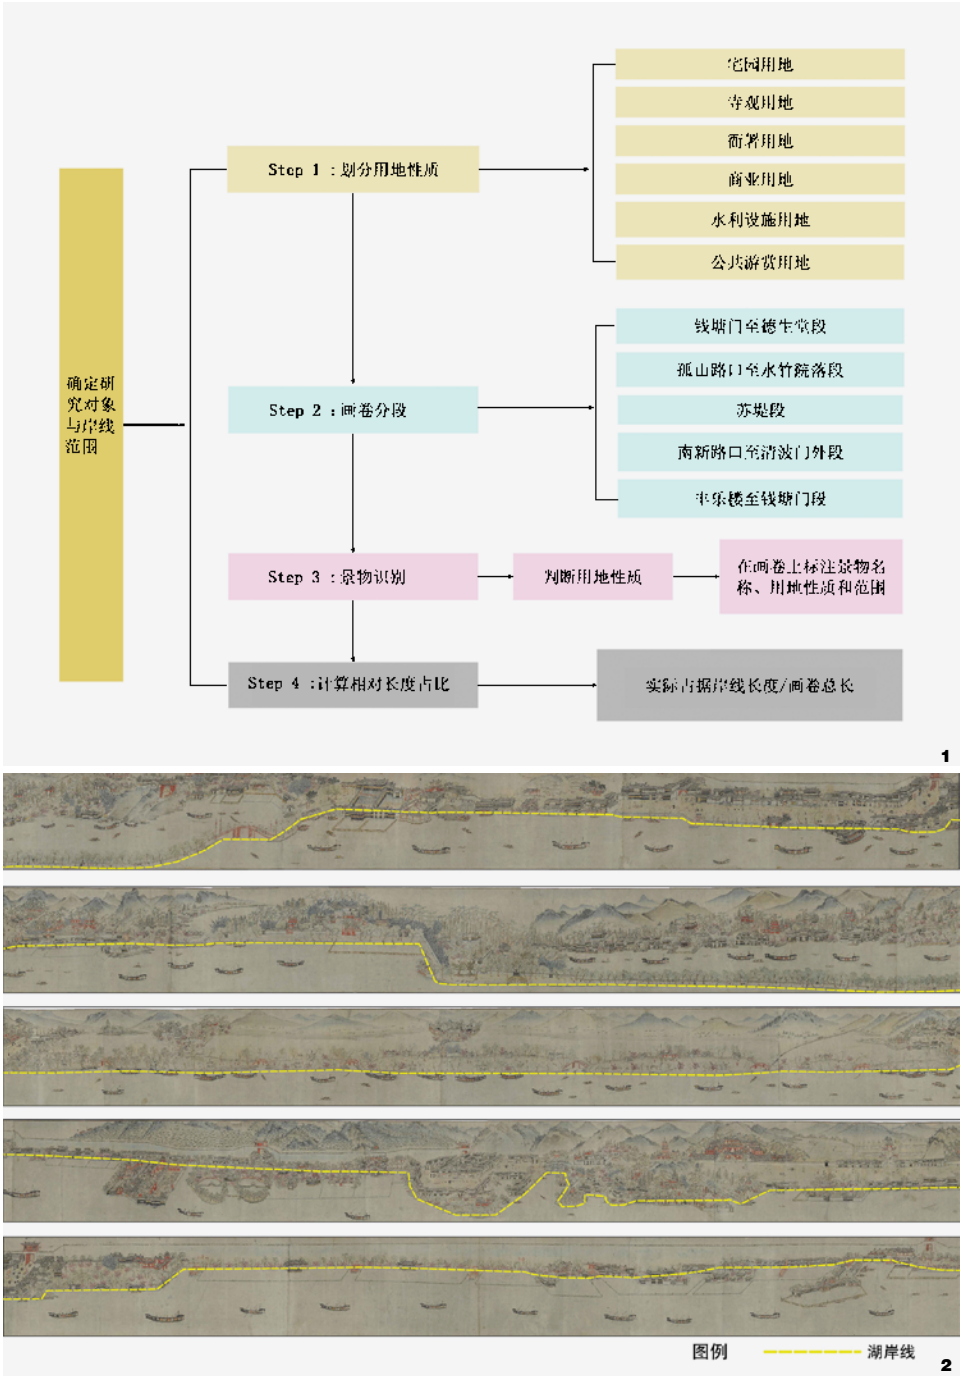 确定研
究对象
与岸线
范围
Step 1 :划分用地性质
宅园用地
寺观用地
衙署用地
商业用地
水利设施用地
公共游赏用地
Step 2 :画卷分段
钱塘门至德生堂段
孤山路口至水竹院落段
苏堤段
南新路口至清波门外段
丰乐楼至钱塘门段
Step 3 :景物识别
判断用地性质
在画卷上标注景物名
称、用地性质和范围
Step 4 :计算相对长度占比
实际占据岸线长度/画卷总长
1
图例
湖岸线
2